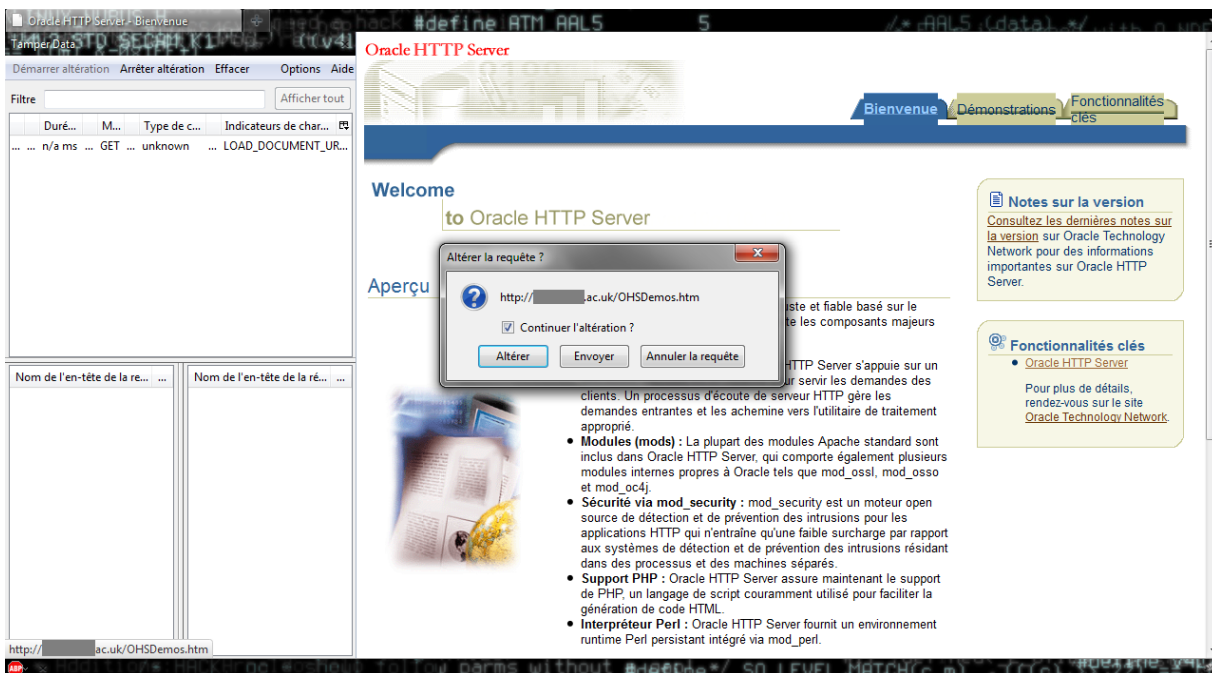 Oracle HTTP Server - Bienvenue
hack #define ATM_AAL5 5 /* AAL5 (data) */
Tamper Data
Démarrer altération Arrêter altération Effacer Options Aide
Filtre Afficher tout
Duré... M... Type de c... Indicateurs de char...
... ... n/a ms ... GET ... unknown ... LOAD_DOCUMENT_UR...
Nom de l'en-tête de la re... ... Nom de l'en-tête de la ré... ...
http:// ac.uk/OHSDemos.htm
Oracle HTTP Server
Bienvenue Démonstrations Fonctionnalités
clés
Welcome
to Oracle HTTP Server
Aperçu
Altérer la requête ?
http:// .ac.uk/OHSDemos.htm
Continuer l'altération ?
Altérer Envoyer Annuler la requête
uste et fiable basé sur le
te les composants majeurs
HTTP Server s'appuie sur un
ur servir les demandes des
clients. Un processus d'écoute de serveur HTTP gère les
demandes entrantes et les achemine vers l'utilitaire de traitement
approprié.
Modules (mods) : La plupart des modules Apache standard sont
inclus dans Oracle HTTP Server, qui comporte également plusieurs
modules internes propres à Oracle tels que mod_ossl, mod_osso
et mod_oc4j.
Sécurité via mod_security : mod_security est un moteur open
source de détection et de prévention des intrusions pour les
applications HTTP qui n'entraîne qu'une faible surcharge par rapport
aux systèmes de détection et de prévention des intrusions résidant
dans des processus et des machines séparés.
Support PHP : Oracle HTTP Server assure maintenant le support
de PHP, un langage de script couramment utilisé pour faciliter la
génération de code HTML.
Interpréteur Perl : Oracle HTTP Server fournit un environnement
runtime Perl persistant intégré via mod_perl.
Notes sur la version
Consultez les dernières notes sur
la version sur Oracle Technology
Network pour des informations
importantes sur Oracle HTTP
Server.
Fonctionnalités clés
Oracle HTTP Server
Pour plus de détails,
rendez-vous sur le site
Oracle Technology Network.
ABP
parms without